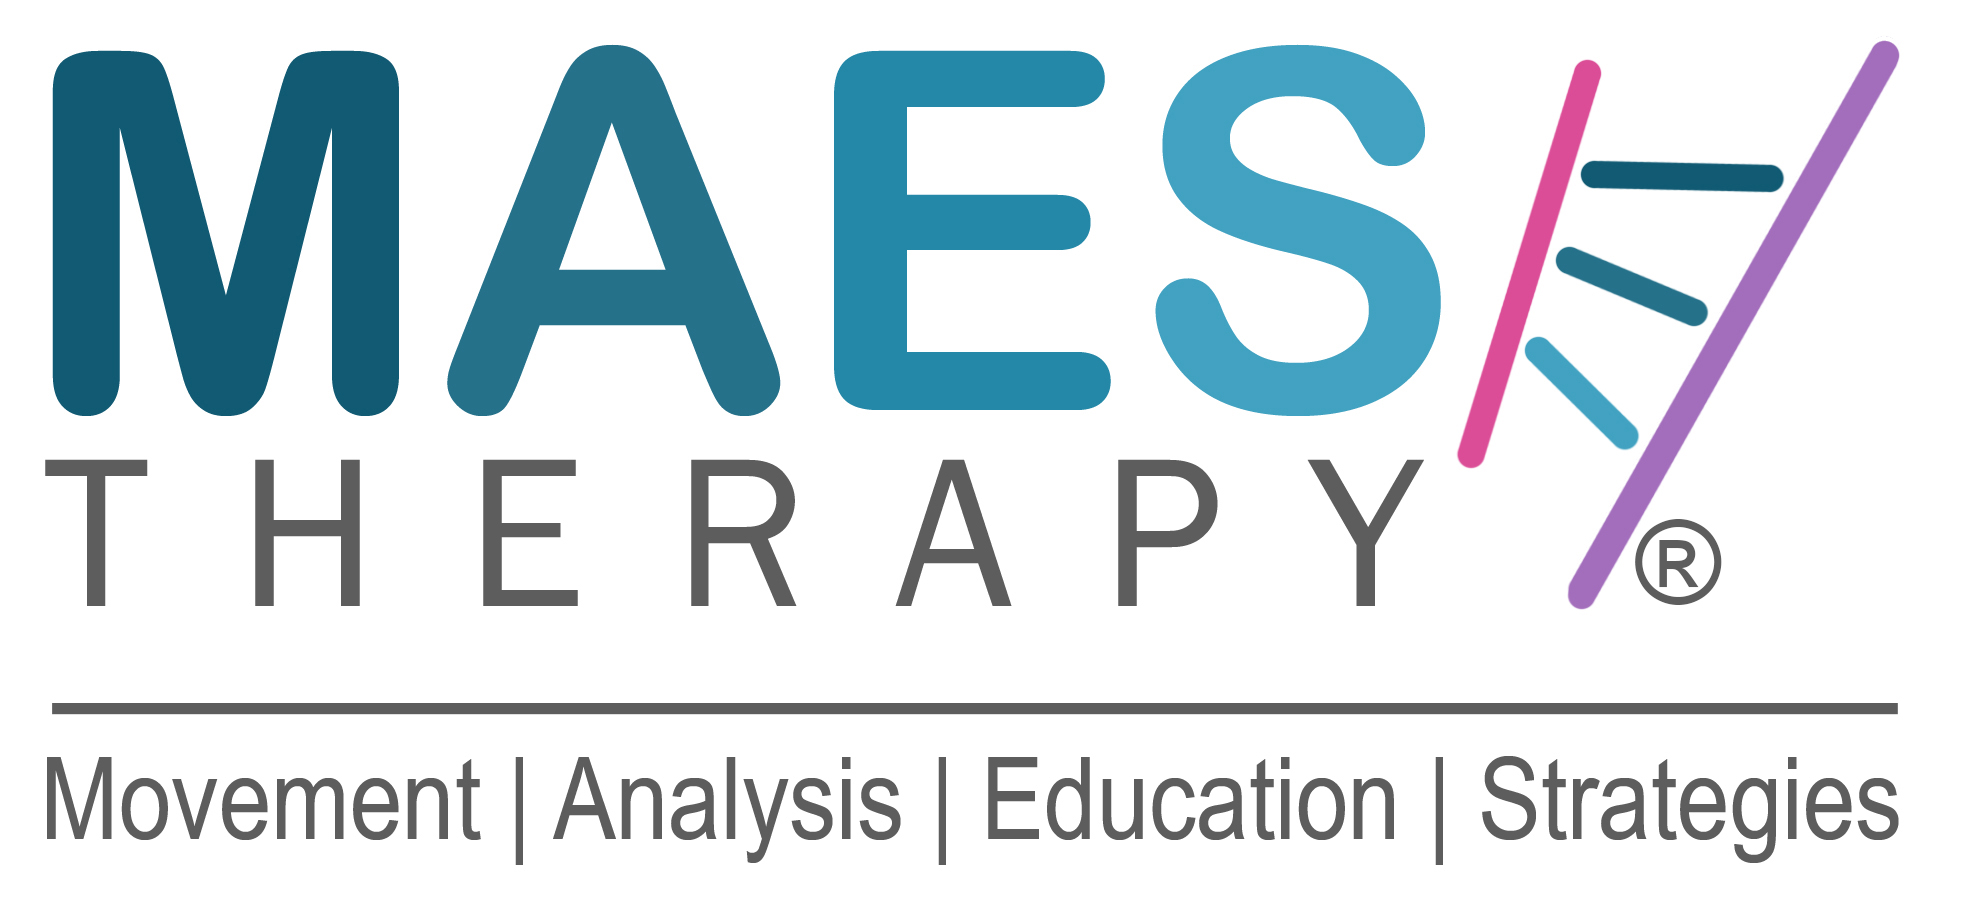 MAES
THERAPY®
Movement | Analysis | Education | Strategies